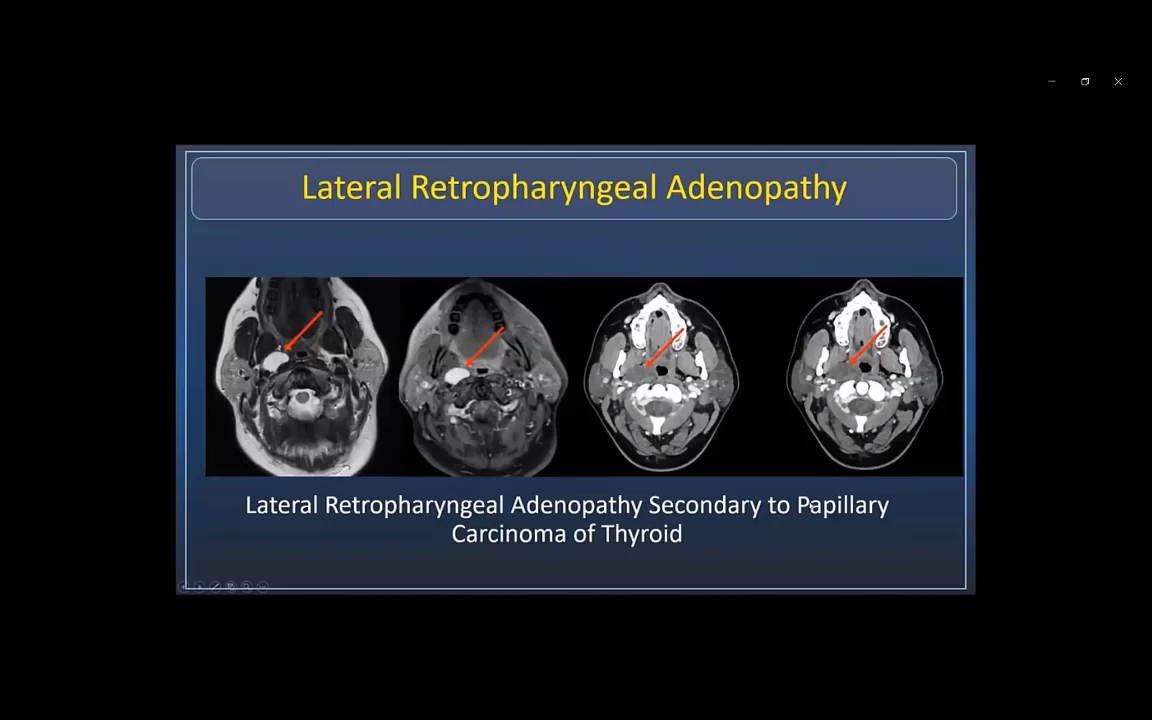 Lateral Retropharyngeal Adenopathy
Lateral Retropharyngeal Adenopathy Secondary to Papillary
Carcinoma of Thyroid